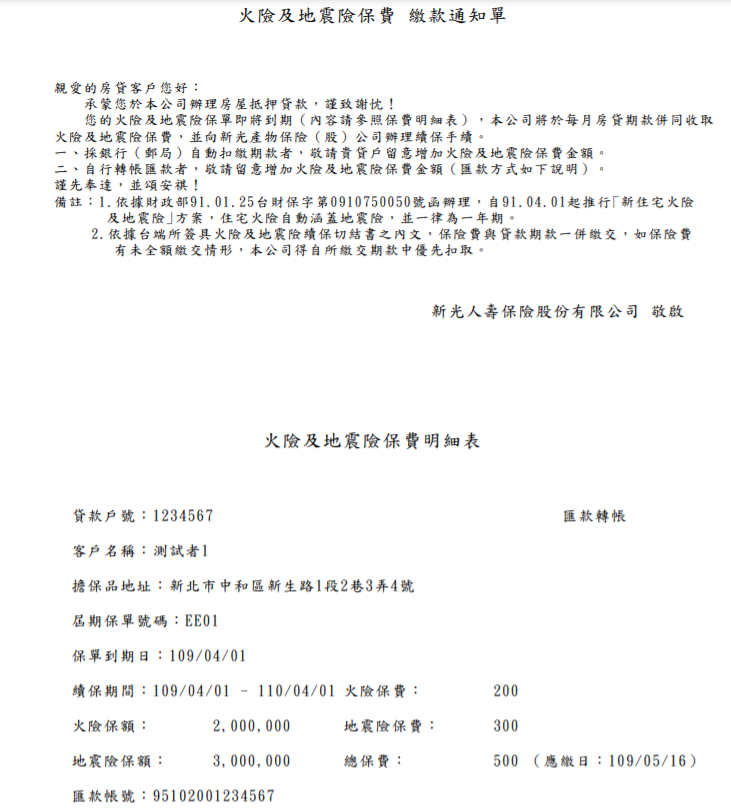 火險及地震險保費 繳款通知單
親愛的房貸客戶您好：
承蒙您於本公司辦理房屋抵押貸款，謹致謝忱！
您的火險及地震險保單即將到期（內容請參照保費明細表），本公司將於每月房貸期款併同收取
火險及地震險保費，並向新光產物保險（股）公司辦理續保手續。
一、採銀行（郵局）自動扣繳期款者，敬請貴貸戶留意增加火險及地震險保費金額。
二、自行轉帳匯款者，敬請留意增加火險及地震險保費金額（匯款方式如下說明）。
謹先奉達，並頌安祺！
備註：1.依據財政部91.01.25台財保字第0910750050號函辦理，自91.04.01起推行「新住宅火險
及地震險」方案，住宅火險自動涵蓋地震險，並一律為一年期。
2.依據台端所簽具火險及地震險續保切結書之內文，保險費與貸款期款一併繳交，如保險費
有未全額繳交情形，本公司得自所繳交期款中優先扣取。
新光人壽保險股份有限公司 敬啟
火險及地震險保費明細表
貸款戶號：1234567 匯款轉帳
客戶名稱：測試者1
擔保品地址：新北市中和區新生路1段2巷3弄4號
屆期保單號碼：EE01
保單到期日：109/04/01
續保期間：109/04/01 － 110/04/01 火險保費： 200
火險保額： 2,000,000 地震險保費： 300
地震險保額： 3,000,000 總保費： 500 （應繳日：109/05/16）
匯款帳號：95102001234567